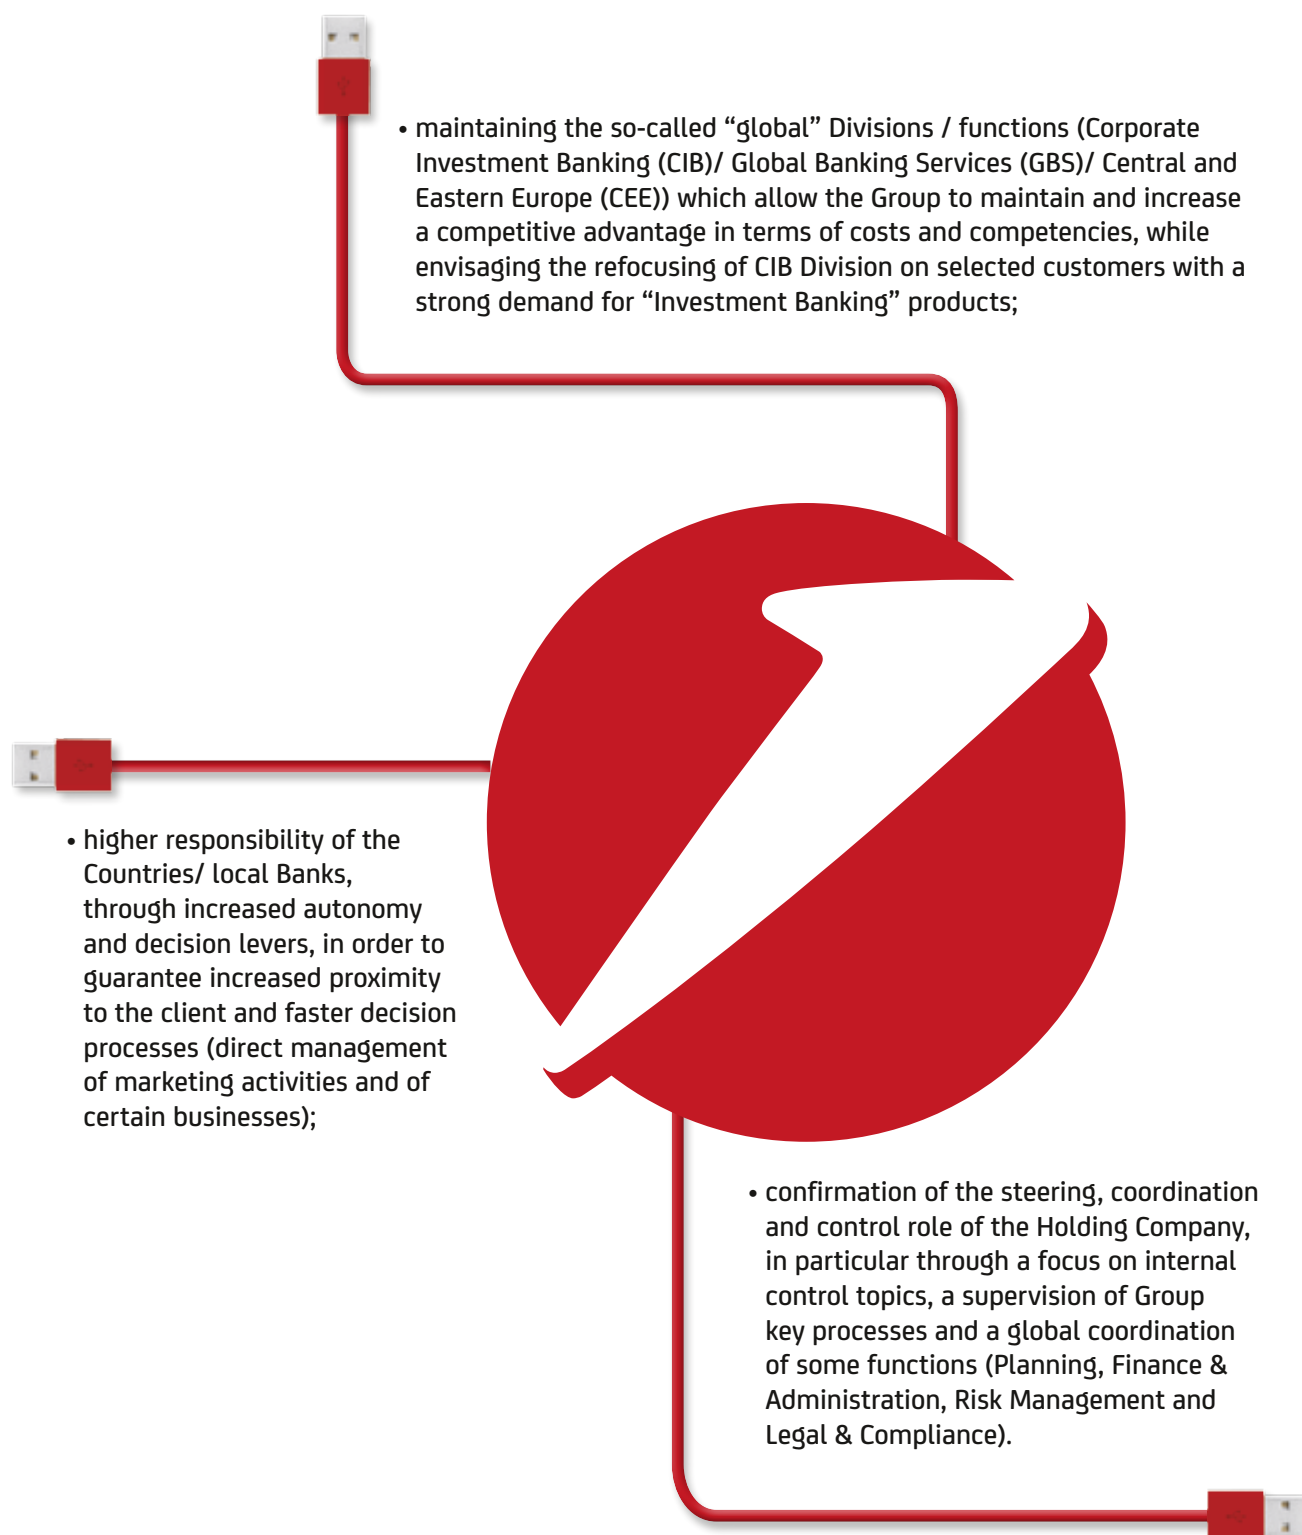 • maintaining the so-called “global” Divisions / functions (Corporate
Investment Banking (CIB)/ Global Banking Services (GBS)/ Central and
Eastern Europe (CEE)) which allow the Group to maintain and increase
a competitive advantage in terms of costs and competencies, while
envisaging the refocusing of CIB Division on selected customers with a
strong demand for “Investment Banking” products;
• higher responsibility of the
Countries/ local Banks,
through increased autonomy
and decision levers, in order to
guarantee increased proximity
to the client and faster decision
processes (direct management
of marketing activities and of
certain businesses);
• confirmation of the steering, coordination
and control role of the Holding Company,
in particular through a focus on internal
control topics, a supervision of Group
key processes and a global coordination
of some functions (Planning, Finance &
Administration, Risk Management and
Legal & Compliance).